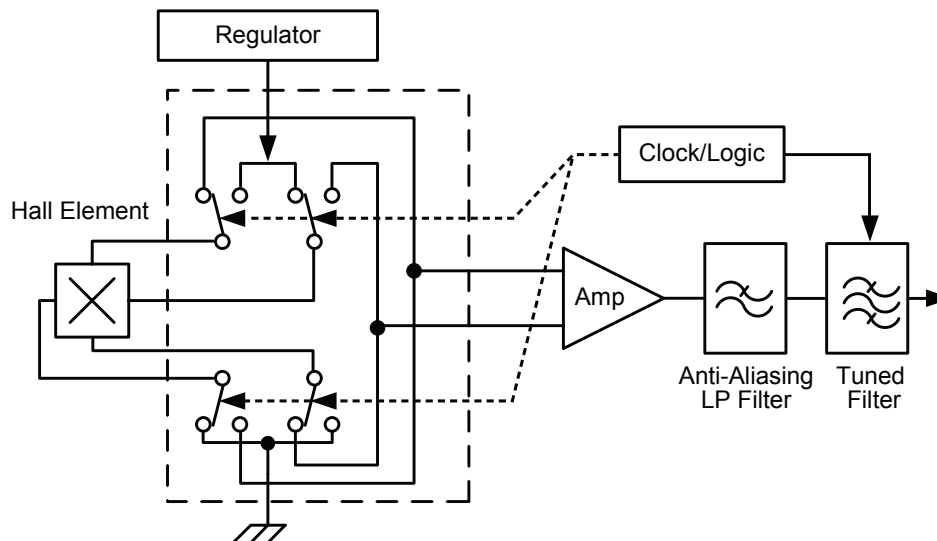 Regulator
Clock/Logic
Hall Element
Amp
Anti-Aliasing
LP Filter
Tuned
Filter